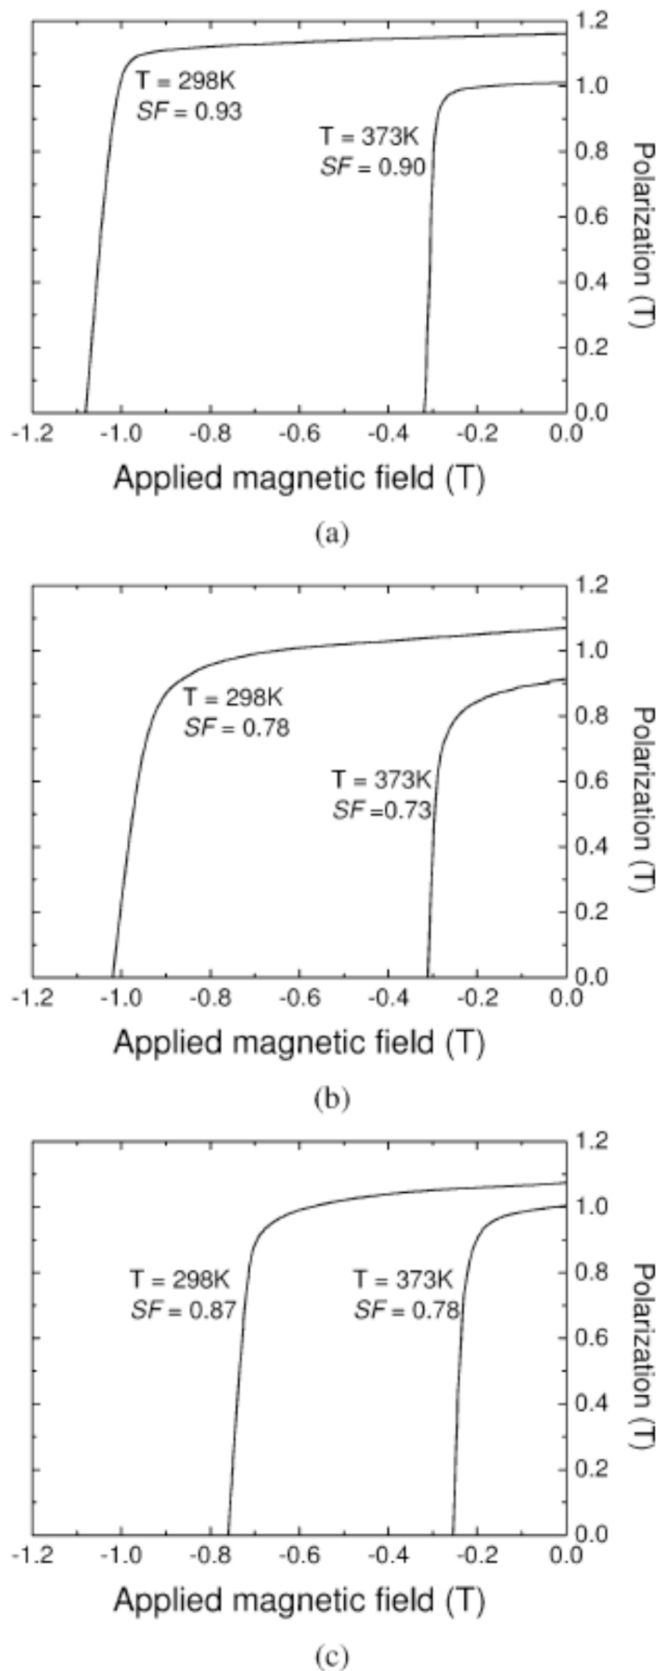 1.2
T = 298K
SF = 0.93
1.0
T = 373K
SF = 0.90
0.8
0.6
0.4
0.2
0.0
Polarization (T)
-1.2 -1.0 -0.8 -0.6 -0.4 -0.2 0.0
Applied magnetic field (T)
(a)
1.2
1.0
T = 298K
SF = 0.78
0.8
T = 373K
SF =0.73
0.6
0.4
0.2
0.0
Polarization (T)
-1.2 -1.0 -0.8 -0.6 -0.4 -0.2 0.0
Applied magnetic field (T)
(b)
1.2
1.0
T = 298K
SF = 0.87
T = 373K
SF = 0.78
0.8
0.6
0.4
0.2
0.0
Polarization (T)
-1.2 -1.0 -0.8 -0.6 -0.4 -0.2 0.0
Applied magnetic field (T)
(c)